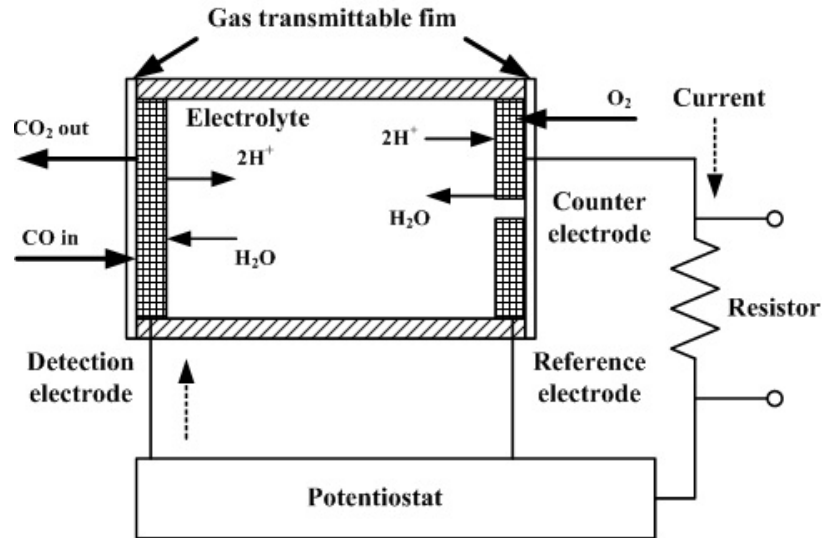 Gas transmittable fim
Electrolyte
O₂
Current
CO₂ out
2H⁺
2H⁺
H₂O
Counter
electrode
CO in
H₂O
Resistor
Detection
electrode
Reference
electrode
Potentiostat